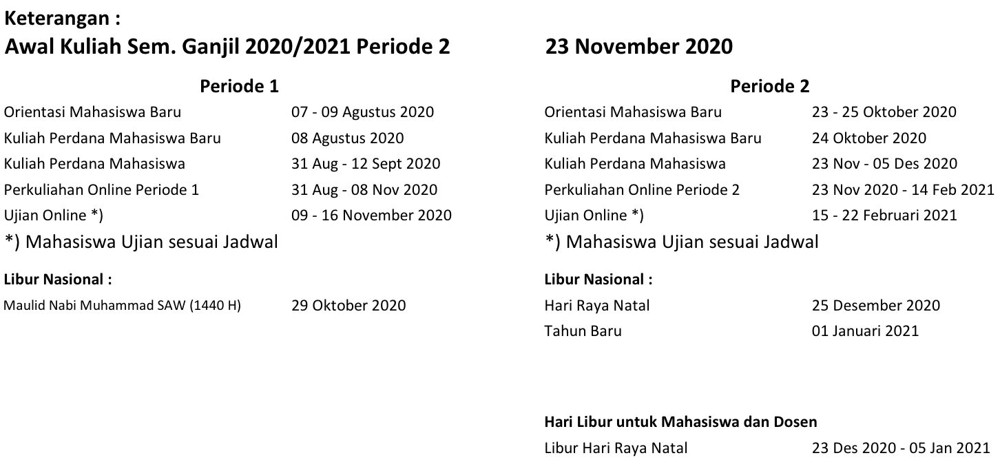 Keterangan :
Awal Kuliah Sem. Ganjil 2020/2021 Periode 2 23 November 2020
Periode 1
Orientasi Mahasiswa Baru 07 - 09 Agustus 2020
Kuliah Perdana Mahasiswa Baru 08 Agustus 2020
Kuliah Perdana Mahasiswa 31 Aug - 12 Sept 2020
Perkuliahan Online Periode 1 31 Aug - 08 Nov 2020
Ujian Online *) 09 - 16 November 2020
*) Mahasiswa Ujian sesuai Jadwal
Libur Nasional :
Maulid Nabi Muhammad SAW (1440 H) 29 Oktober 2020
Periode 2
Orientasi Mahasiswa Baru 23 - 25 Oktober 2020
Kuliah Perdana Mahasiswa Baru 24 Oktober 2020
Kuliah Perdana Mahasiswa 23 Nov - 05 Des 2020
Perkuliahan Online Periode 2 23 Nov 2020 - 14 Feb 2021
Ujian Online *) 15 - 22 Februari 2021
*) Mahasiswa Ujian sesuai Jadwal
Libur Nasional :
Hari Raya Natal 25 Desember 2020
Tahun Baru 01 Januari 2021
Hari Libur untuk Mahasiswa dan Dosen
Libur Hari Raya Natal 23 Des 2020 - 05 Jan 2021